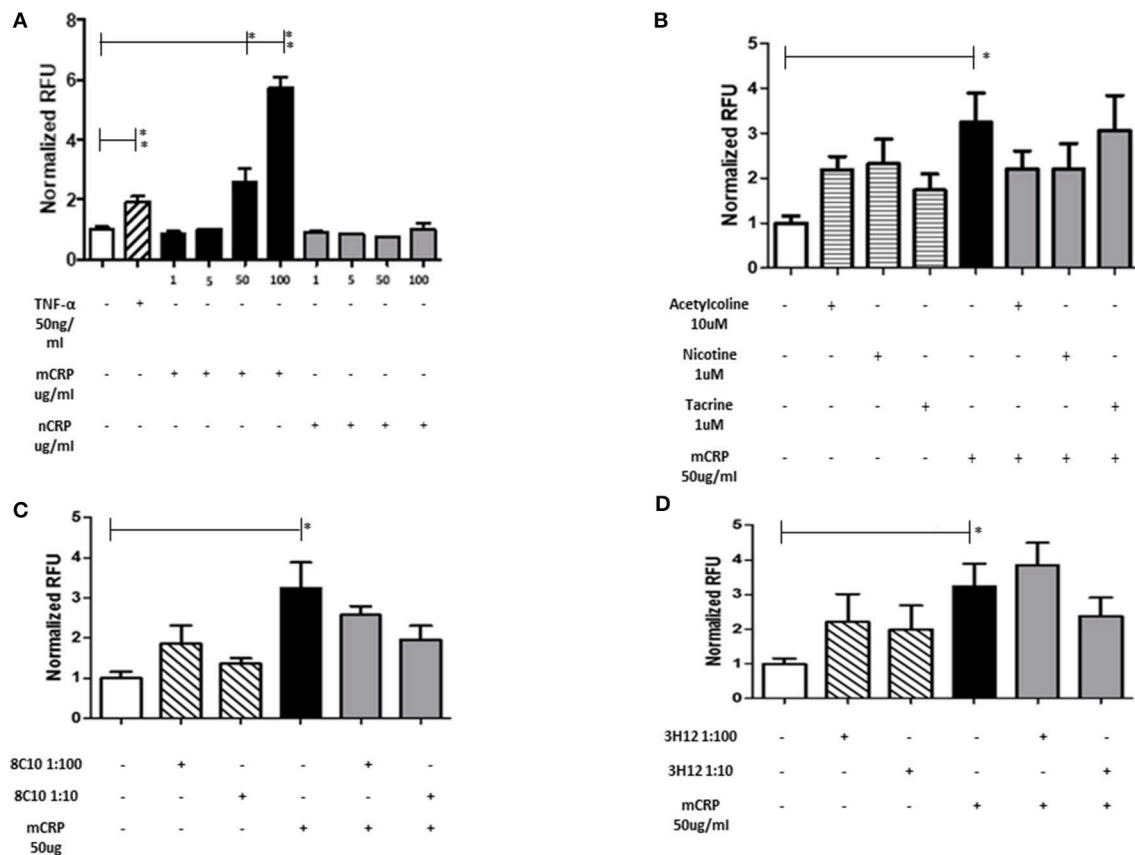 A
Normalized RFU
8
6
4
2
0
*
* *
* *
1 5 50 100 1 5 50 100
TNF-α - + - - - - - - - -
50ng/
ml
mCRP - - + + + + - - - -
ug/ml
nCRP - - - - - - + + + +
ug/ml
B
Normalized RFU
5
4
3
2
1
0
*
Acetylcoline - + - - - + - -
10uM
Nicotine - - + - - - + -
1uM
Tacrine - - - + - - - +
1uM
mCRP - - - - + + + +
50ug/ml
C
Normalized RFU
5
4
3
2
1
0
*
8C10 1:100 - + - - + -
8C10 1:10 - - + - - +
mCRP - - - + + +
50ug
D
Normalized RFU
5
4
3
2
1
0
*
3H12 1:100 - + - - + -
3H12 1:10 - - + - - +
mCRP - - - + + +
50ug/ml